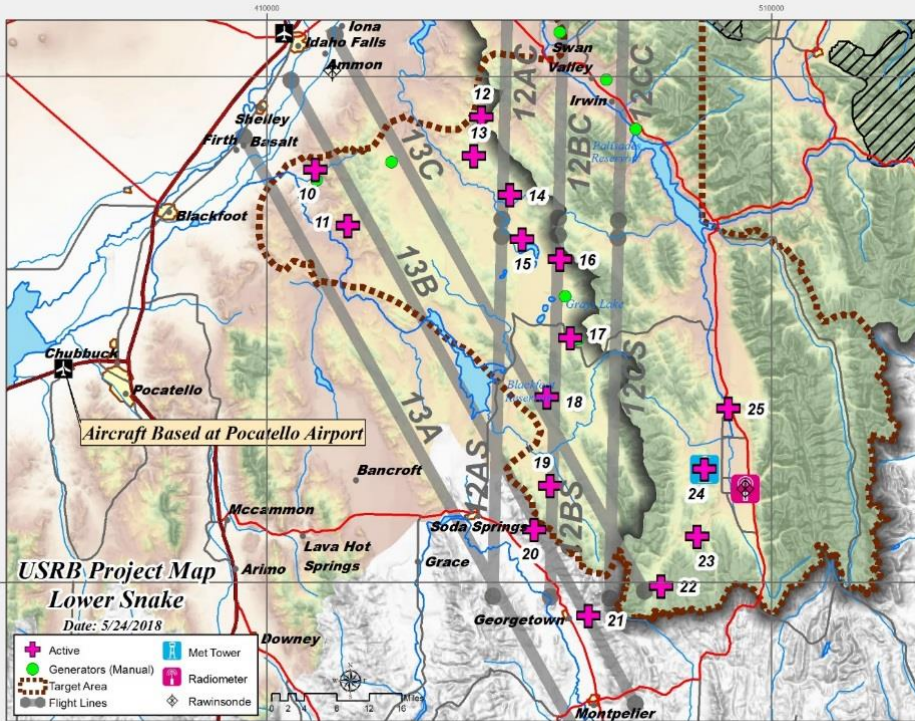 410000
510000
Iona
Idaho Falls
Ammon
Swan
Valley
Irwin
Shelley
Firth
Basalt
Blackfoot
Palisades
Reservoir
12AC
12BC
12CC
13C
12
13
14
10
11
15
16
13B
Grays Lake
17
Chubbuck
Pocatello
Blackfoot
Reservoir
18
12CS
25
13A
Aircraft Based at Pocatello Airport
Bancroft
12AS
19
24
Mccammon
Soda Springs
12BS
20
23
Lava Hot
Springs
Arimo
Grace
22
Georgetown
21
USRB Project Map
Lower Snake
Date: 5/24/2018
Downey
Active
Met Tower
Generators (Manual)
Radiometer
Target Area
Flight Lines
Rawinsonde
0 2 4 8 12 16
Miles
Montpelier